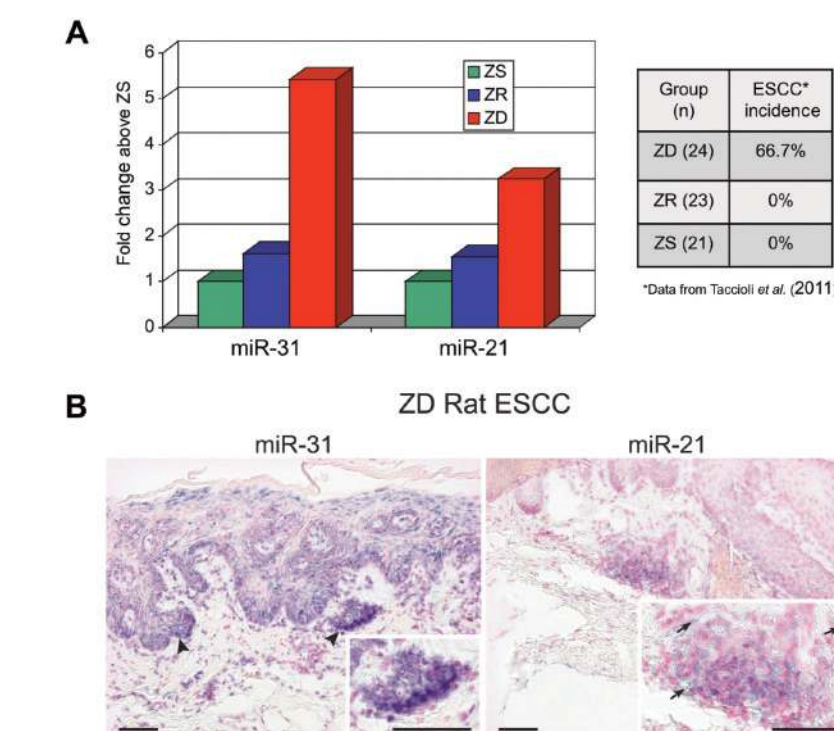 A
Fold change above ZS
6
5
4
3
2
1
0
ZS
ZR
ZD
miR-31
miR-21
Group (n)
ESCC* incidence
ZD (24)
66.7%
ZR (23)
0%
ZS (21)
0%
*Data from Taccioli et al. (2011
B
ZD Rat ESCC
miR-31
miR-21